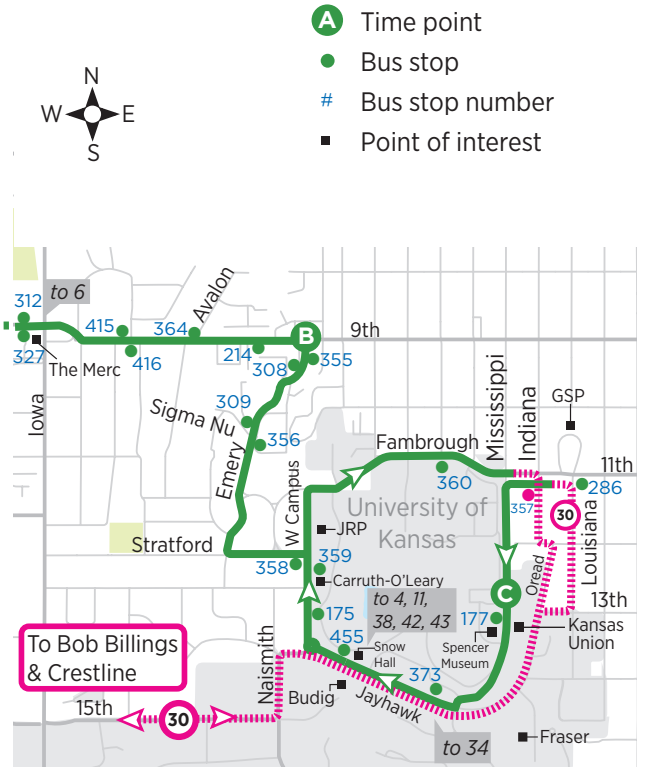 A Time point
Bus stop
# Bus stop number
Point of interest
N
W E
S
312
to 6
Avalon
415
364
B
9th
327
The Merc
416
214
308
355
Iowa
309
Sigma Nu
356
Emery
Mississippi
Indiana
GSP
Fambrough
11th
360
286
357
W Campus
University of
Kansas
30
Louisiana
JRP
Stratford
358
359
Carruth-O'Leary
Oread
C
to 4, 11,
38, 42, 43
13th
175
177
Kansas
Union
455
Snow
Hall
Spencer
Museum
To Bob Billings
& Crestline
Naismith
373
Budig
Jayhawk
15th
30
to 34
Fraser